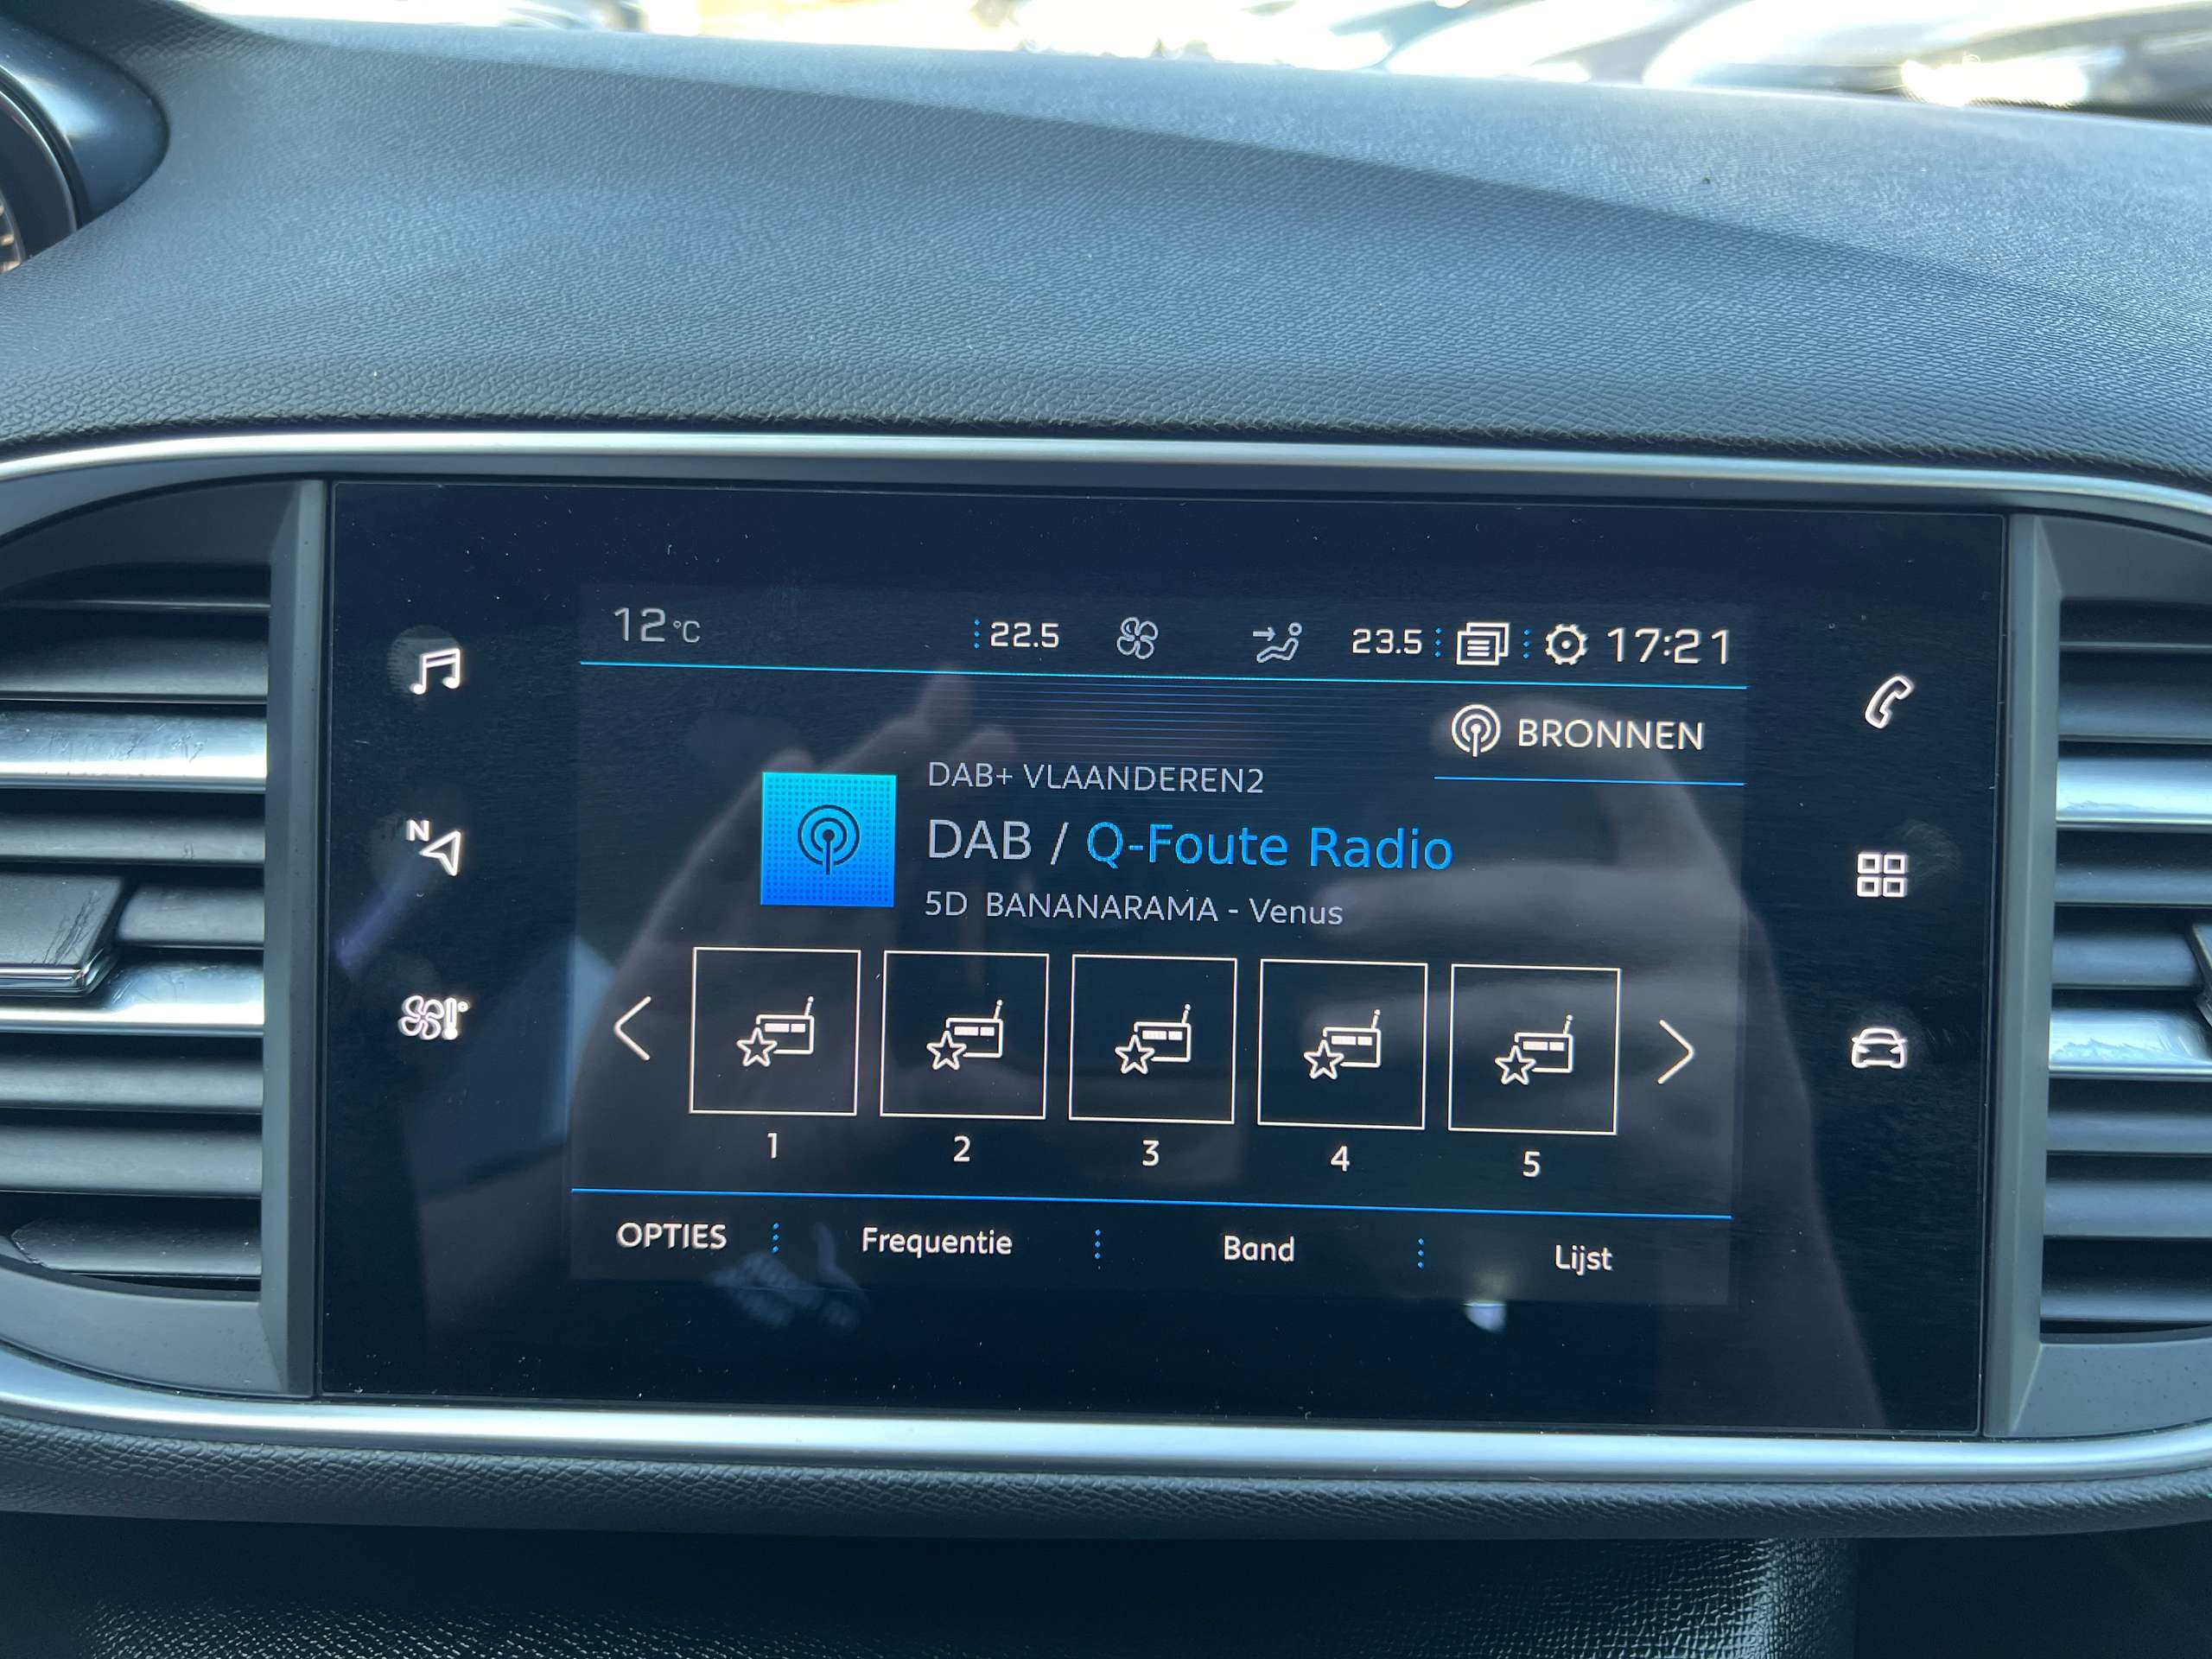 12 °C 22.5 23.5 17:21
BRONNEN
DAB+ VLAANDEREN2
DAB / Q-Foute Radio
5D BANANARAMA - Venus
N
1 2 3 4 5
OPTIES Frequentie Band Lijst